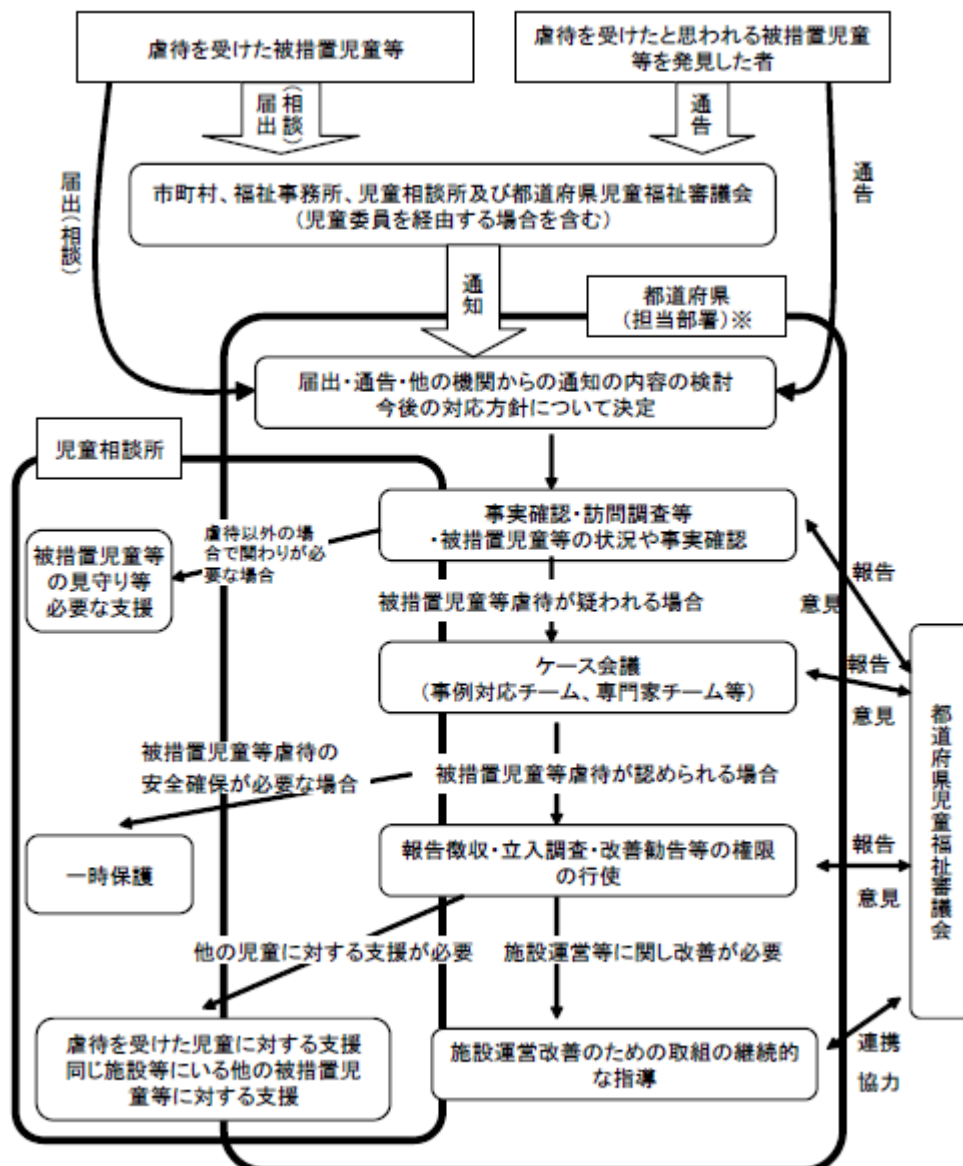 虐待を受けた被措置児童等
虐待を受けたと思われる被措置児童
等を発見した者
届出
(相談)
通告
届出(相談)
通告
市町村、福祉事務所、児童相談所及び都道府県児童福祉審議会
(児童委員を経由する場合を含む)
通知
都道府県
(担当部署)※
届出・通告・他の機関からの通知の内容の検討
今後の対応方針について決定
児童相談所
事実確認・訪問調査等
・被措置児童等の状況や事実確認
虐待以外の場
合で関わりが必
要な場合
被措置児童等
の見守り等
必要な支援
報告
意見
被措置児童等虐待が疑われる場合
ケース会議
(事例対応チーム、専門家チーム等)
報告
意見
都道府県児童福祉審議会
被措置児童等虐待の
安全確保が必要な場合
被措置児童等虐待が認められる場合
一時保護
報告徴収・立入調査・改善勧告等の権限
の行使
報告
意見
他の児童に対する支援が必要
施設運営等に関し改善が必要
虐待を受けた児童に対する支援
同じ施設等にいる他の被措置児
童等に対する支援
施設運営改善のための取組の継続的
な指導
連携
協力